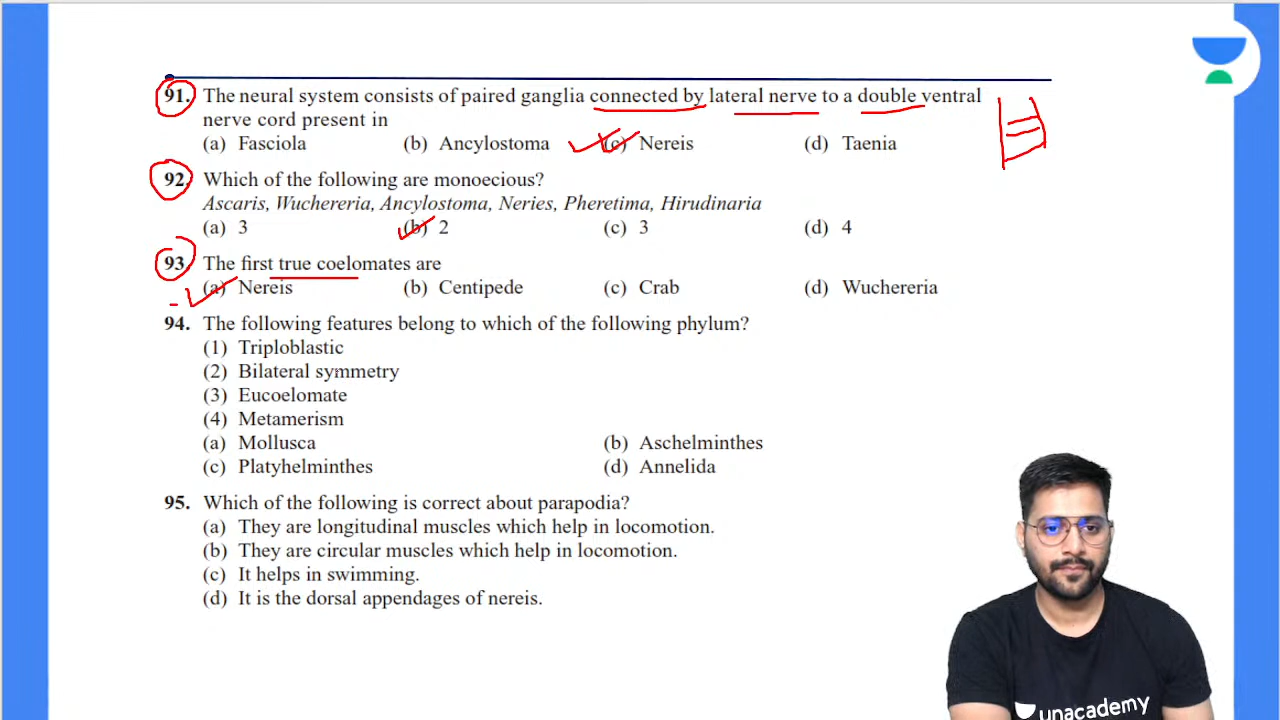 91. The neural system consists of paired ganglia connected by lateral nerve to a double ventral
nerve cord present in
(a) Fasciola (b) Ancylostoma (c) Nereis (d) Taenia
92. Which of the following are monoecious?
Ascaris, Wuchereria, Ancylostoma, Neries, Pheretima, Hirudinaria
(a) 3 (b) 2 (c) 3 (d) 4
93. The first true coelomates are
(a) Nereis (b) Centipede (c) Crab (d) Wuchereria
94. The following features belong to which of the following phylum?
(1) Triploblastic
(2) Bilateral symmetry
(3) Eucoelomate
(4) Metamerism
(a) Mollusca (b) Aschelminthes
(c) Platyhelminthes (d) Annelida
95. Which of the following is correct about parapodia?
(a) They are longitudinal muscles which help in locomotion.
(b) They are circular muscles which help in locomotion.
(c) It helps in swimming.
(d) It is the dorsal appendages of nereis.
unacademy